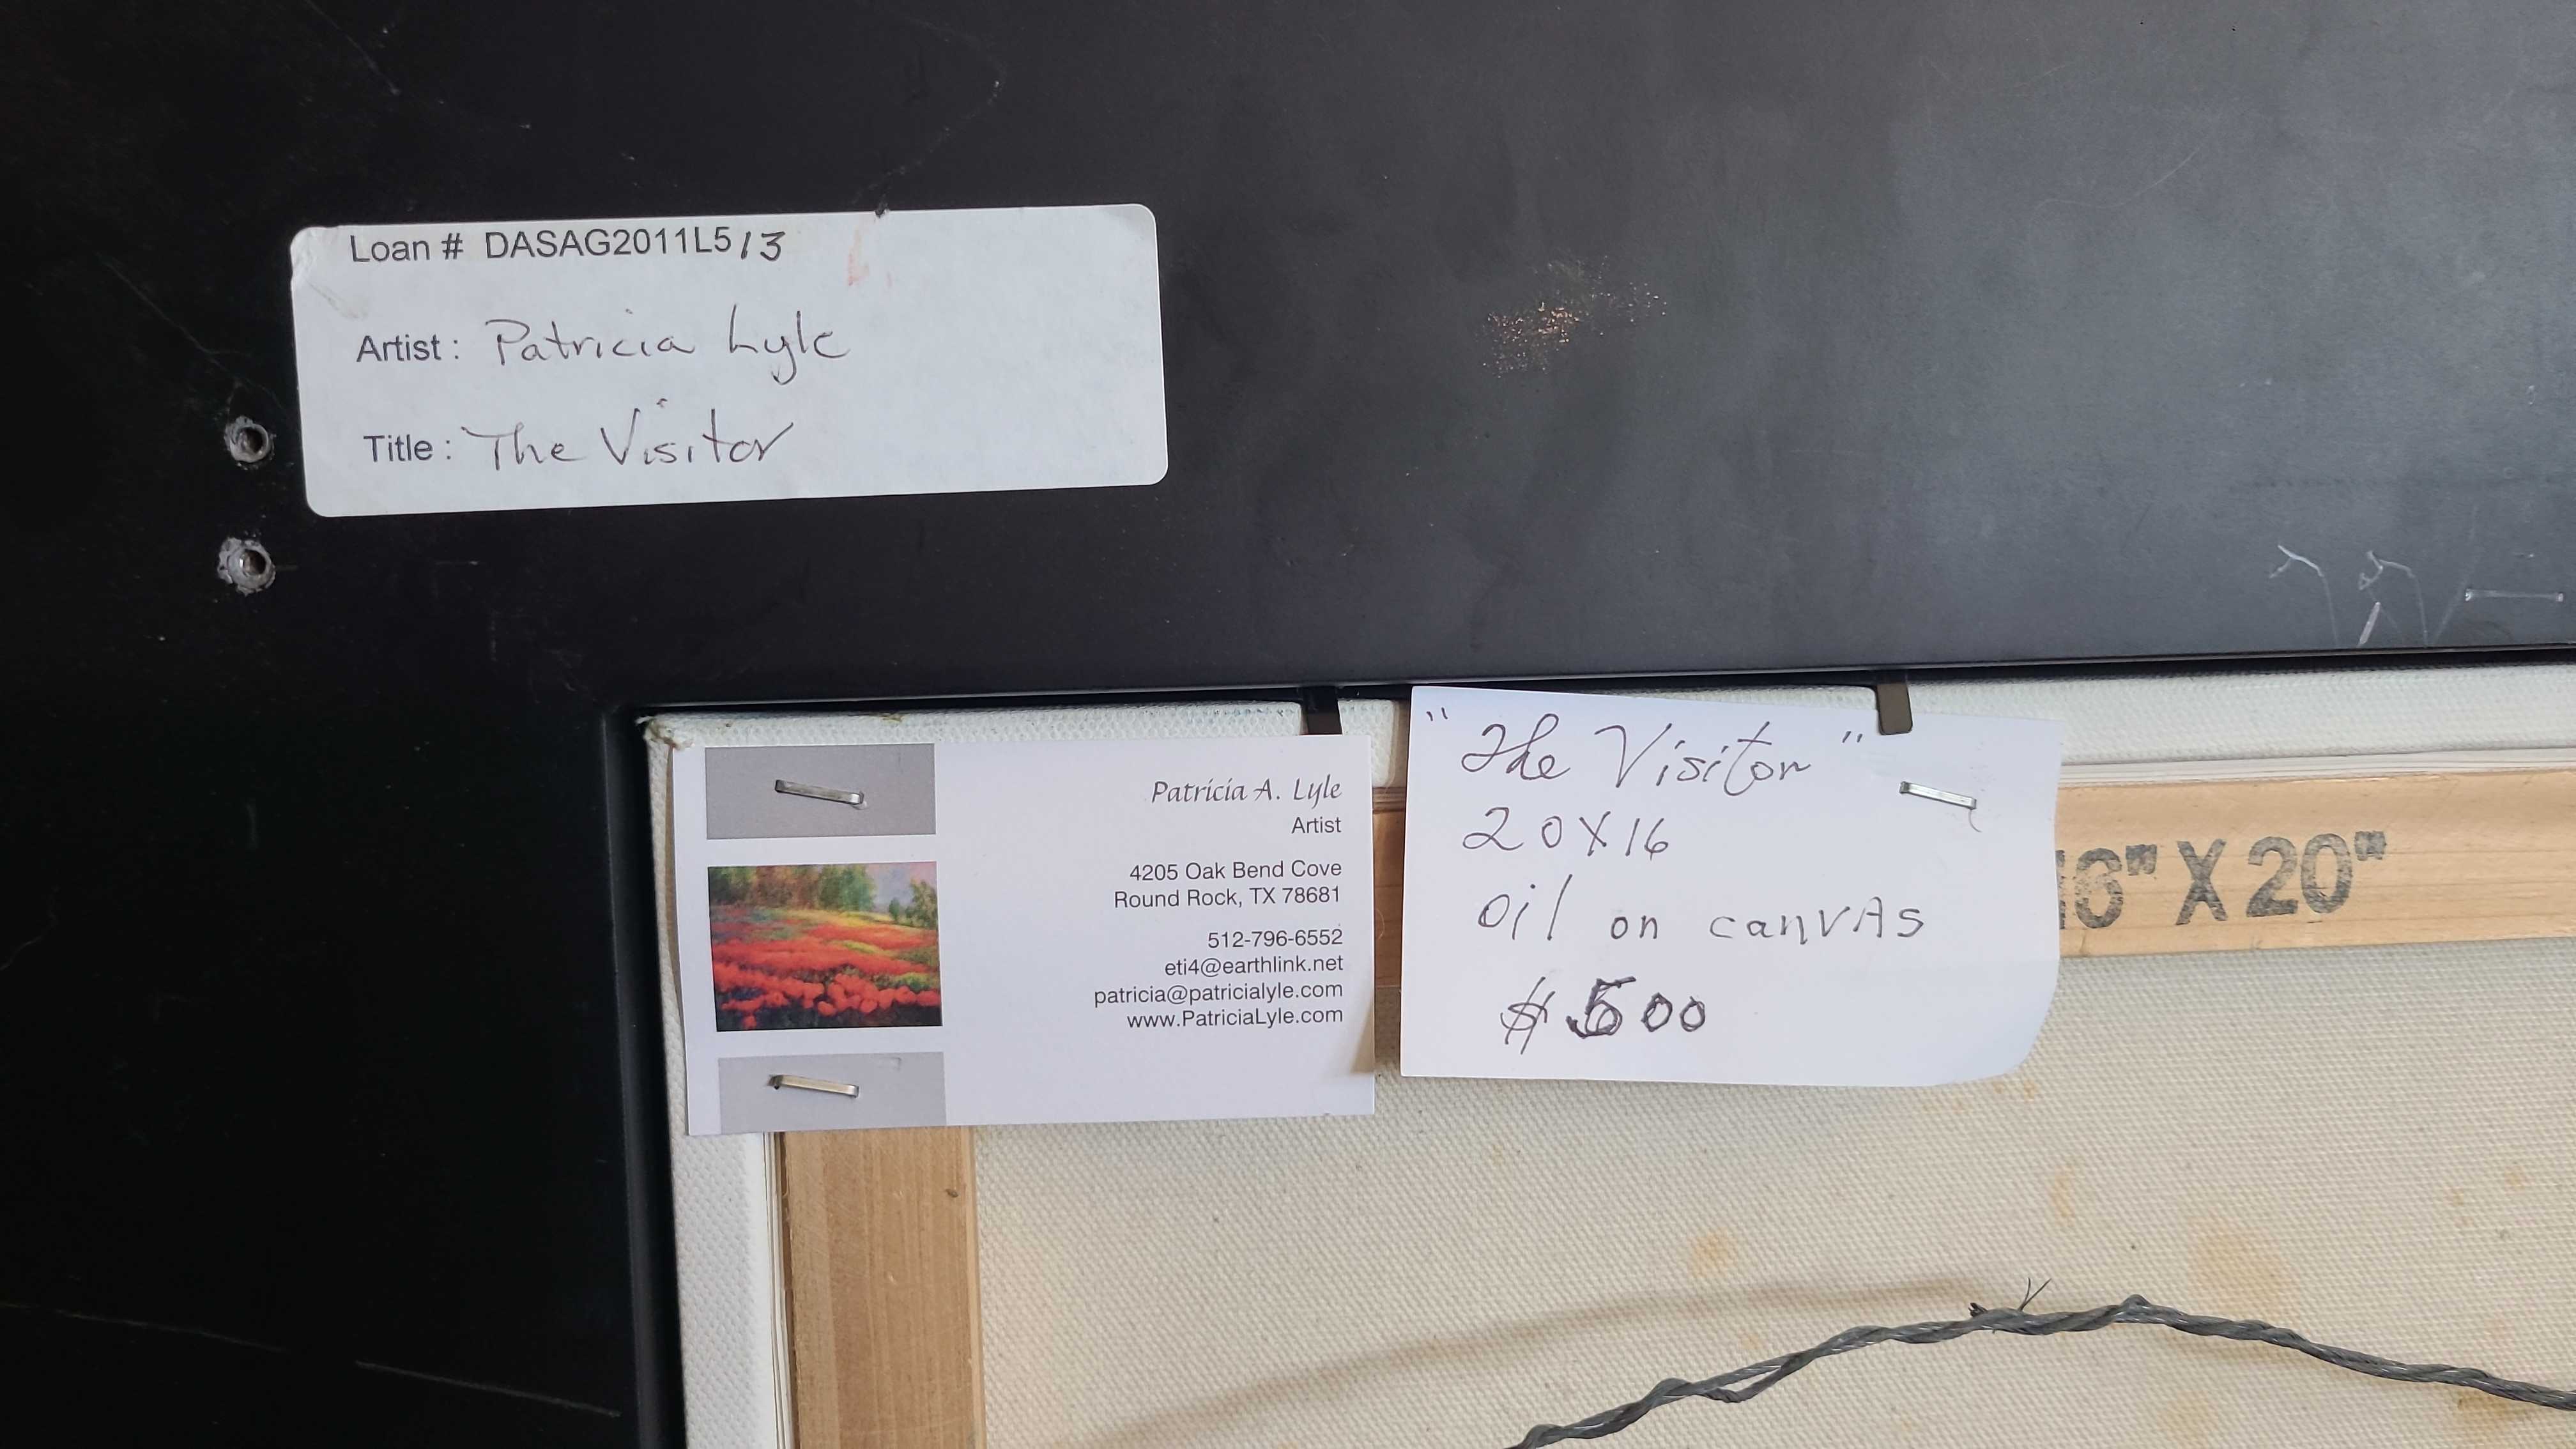 Loan # DASAG2011L513
Artist : Patricia Lyle
Title : The Visitor
Patricia A. Lyle
Artist
4205 Oak Bend Cove
Round Rock, TX 78681
512-796-6552
eti4@earthlink.net
patricia@patricialyle.com
www.PatriciaLyle.com
"The Visitor"
20X16
oil on canvAs
$500
16" X 20"